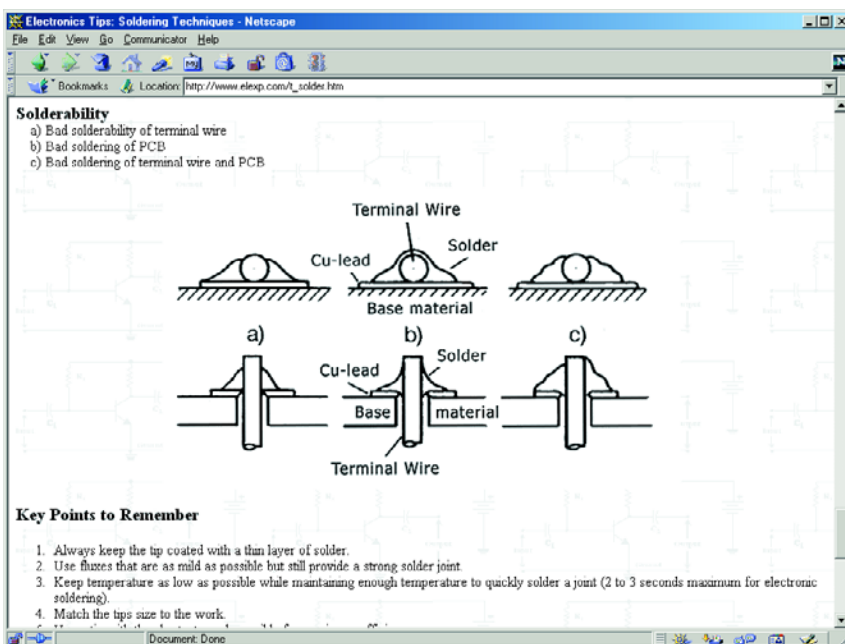 Electronics Tips: Soldering Techniques - Netscape
File Edit View Go Communicator Help
Bookmarks Location: http://www.elexp.com/t_solder.htm
Solderability
a) Bad solderability of terminal wire
b) Bad soldering of PCB
c) Bad soldering of terminal wire and PCB
Terminal Wire
Cu-lead Solder
Base material
a) b) c)
Cu-lead Solder
Base material
Terminal Wire
Key Points to Remember
1. Always keep the tip coated with a thin layer of solder.
2. Use fluxes that are as mild as possible but still provide a strong solder joint.
3. Keep temperature as low as possible while maintaining enough temperature to quickly solder a joint (2 to 3 seconds maximum for electronic
soldering).
4. Match the tips size to the work.
Document: Done